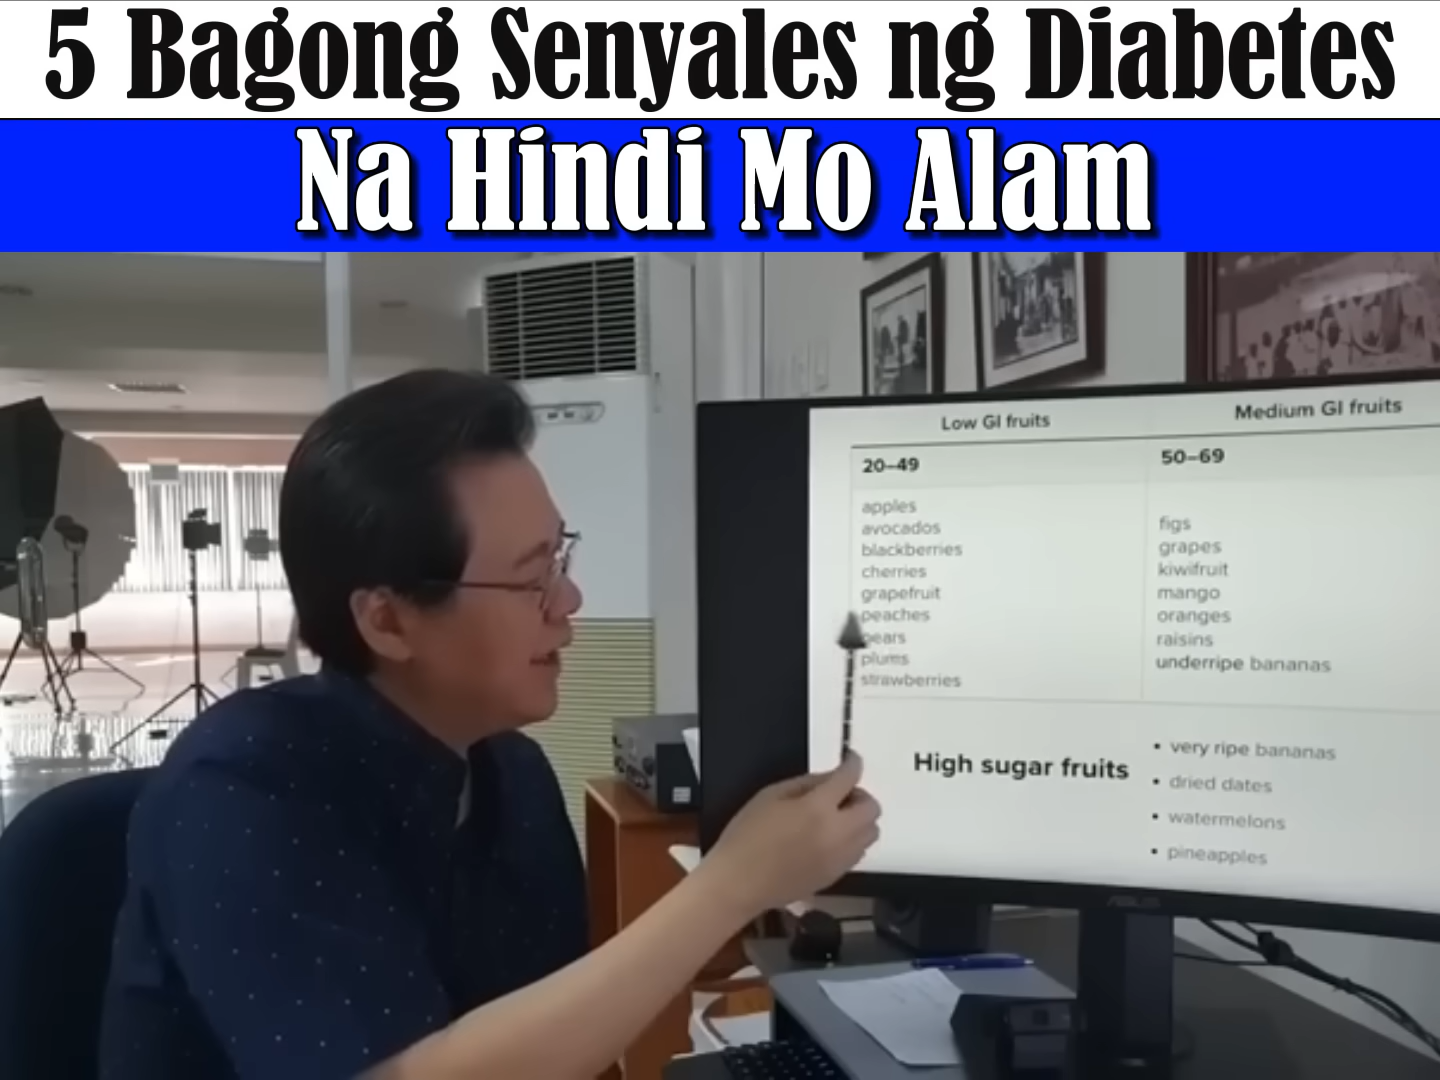 5 Bagong Senyales ng Diabetes
Na Hindi Mo Alam
Low GI fruits
Medium GI fruits
20–49
50–69
apples
avocados
blackberries
cherries
grapefruit
peaches
pears
plums
strawberries
figs
grapes
kiwifruit
mango
oranges
raisins
underripe bananas
High sugar fruits
• very ripe bananas
• dried dates
• watermelons
• pineapples
ASUS